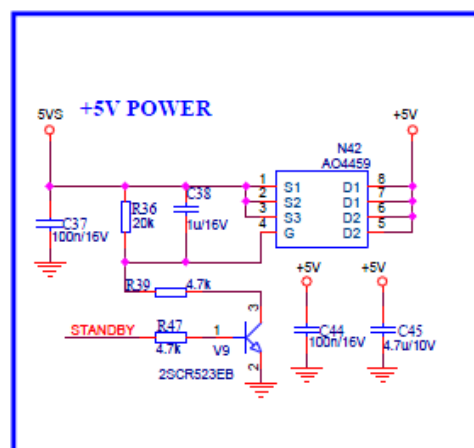 +5V POWER
5VS
+5V
N42
AO4459
1 S1 D1 8
2 S2 D1 7
3 S3 D2 6
4 G D2 5
C37
100n/16V
R36
20k
C38
1u/16V
R39 4.7k
+5V
+5V
STANDBY
R47
4.7k
1
3
V9
2
2SCR523EB
C44
100n/16V
C45
4.7u/10V